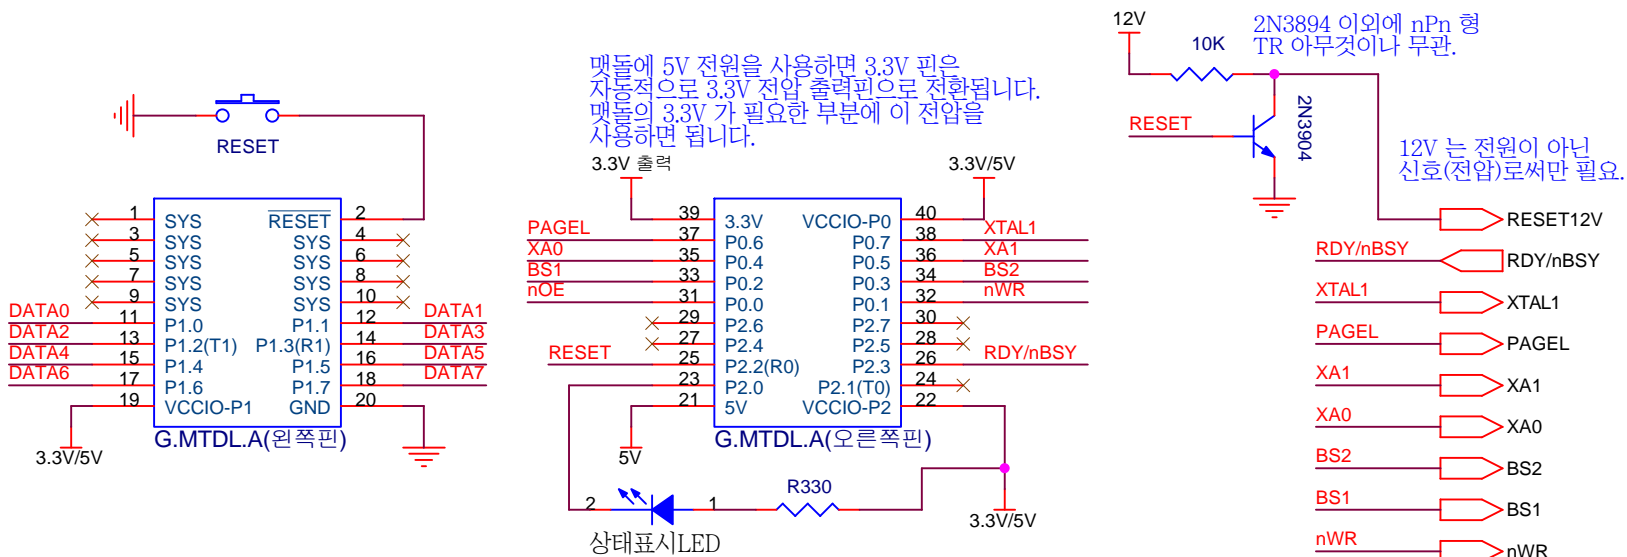 RESET
1 SYS RESET 2
3 SYS SYS 4
5 SYS SYS 6
7 SYS SYS 8
9 SYS SYS 10
DATA0 11 P1.0 P1.1 12 DATA1
DATA2 13 P1.2(T1) P1.3(R1) 14 DATA3
DATA4 15 P1.4 P1.5 16 DATA5
DATA6 17 P1.6 P1.7 18 DATA7
19 VCCIO-P1 GND 20
G.MTDL.A(왼쪽핀)
3.3V/5V
맷돌에 5V 전원을 사용하면 3.3V 핀은
자동적으로 3.3V 전압 출력핀으로 전환됩니다.
맷돌의 3.3V 가 필요한 부분에 이 전압을
사용하면 됩니다.
3.3V 출력 3.3V/5V
39 3.3V VCCIO-P0 40
PAGEL 37 P0.6 P0.7 38 XTAL1
XA0 35 P0.4 P0.5 36 XA1
BS1 33 P0.2 P0.3 34 BS2
nOE 31 P0.0 P0.1 32 nWR
29 P2.6 P2.7 30
27 P2.4 P2.5 28
RESET 25 P2.2(R0) P2.3 26 RDY/nBSY
23 P2.0 P2.1(T0) 24
21 5V VCCIO-P2 22
G.MTDL.A(오른쪽핀)
5V
R330
2 1
3.3V/5V
상태표시LED
12V
10K
2N3894 이외에 nPn 형
TR 아무것이나 무관.
RESET
2N3904
12V 는 전원이 아닌
신호(전압)로써만 필요.
RESET12V
RDY/nBSY RDY/nBSY
XTAL1 XTAL1
PAGEL PAGEL
XA1 XA1
XA0 XA0
BS2 BS2
BS1 BS1
nWR nWR